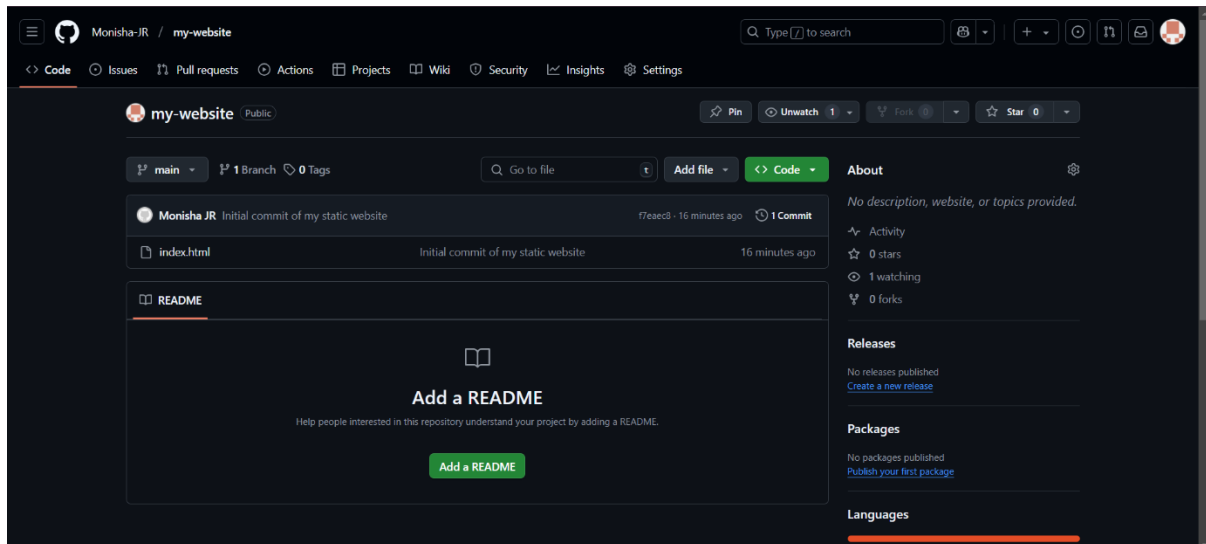 Monisha-JR / my-website
Type / to search
Code Issues Pull requests Actions Projects Wiki Security Insights Settings
my-website Public
Pin Unwatch 1 Fork 0 Star 0
main 1 Branch 0 Tags
Go to file t Add file Code
Monisha JR Initial commit of my static website f7eaec8 · 16 minutes ago 1 Commit
index.html Initial commit of my static website 16 minutes ago
README
Add a README
Help people interested in this repository understand your project by adding a README.
Add a README
About
No description, website, or topics provided.
Activity
0 stars
1 watching
0 forks
Releases
No releases published
Create a new release
Packages
No packages published
Publish your first package
Languages